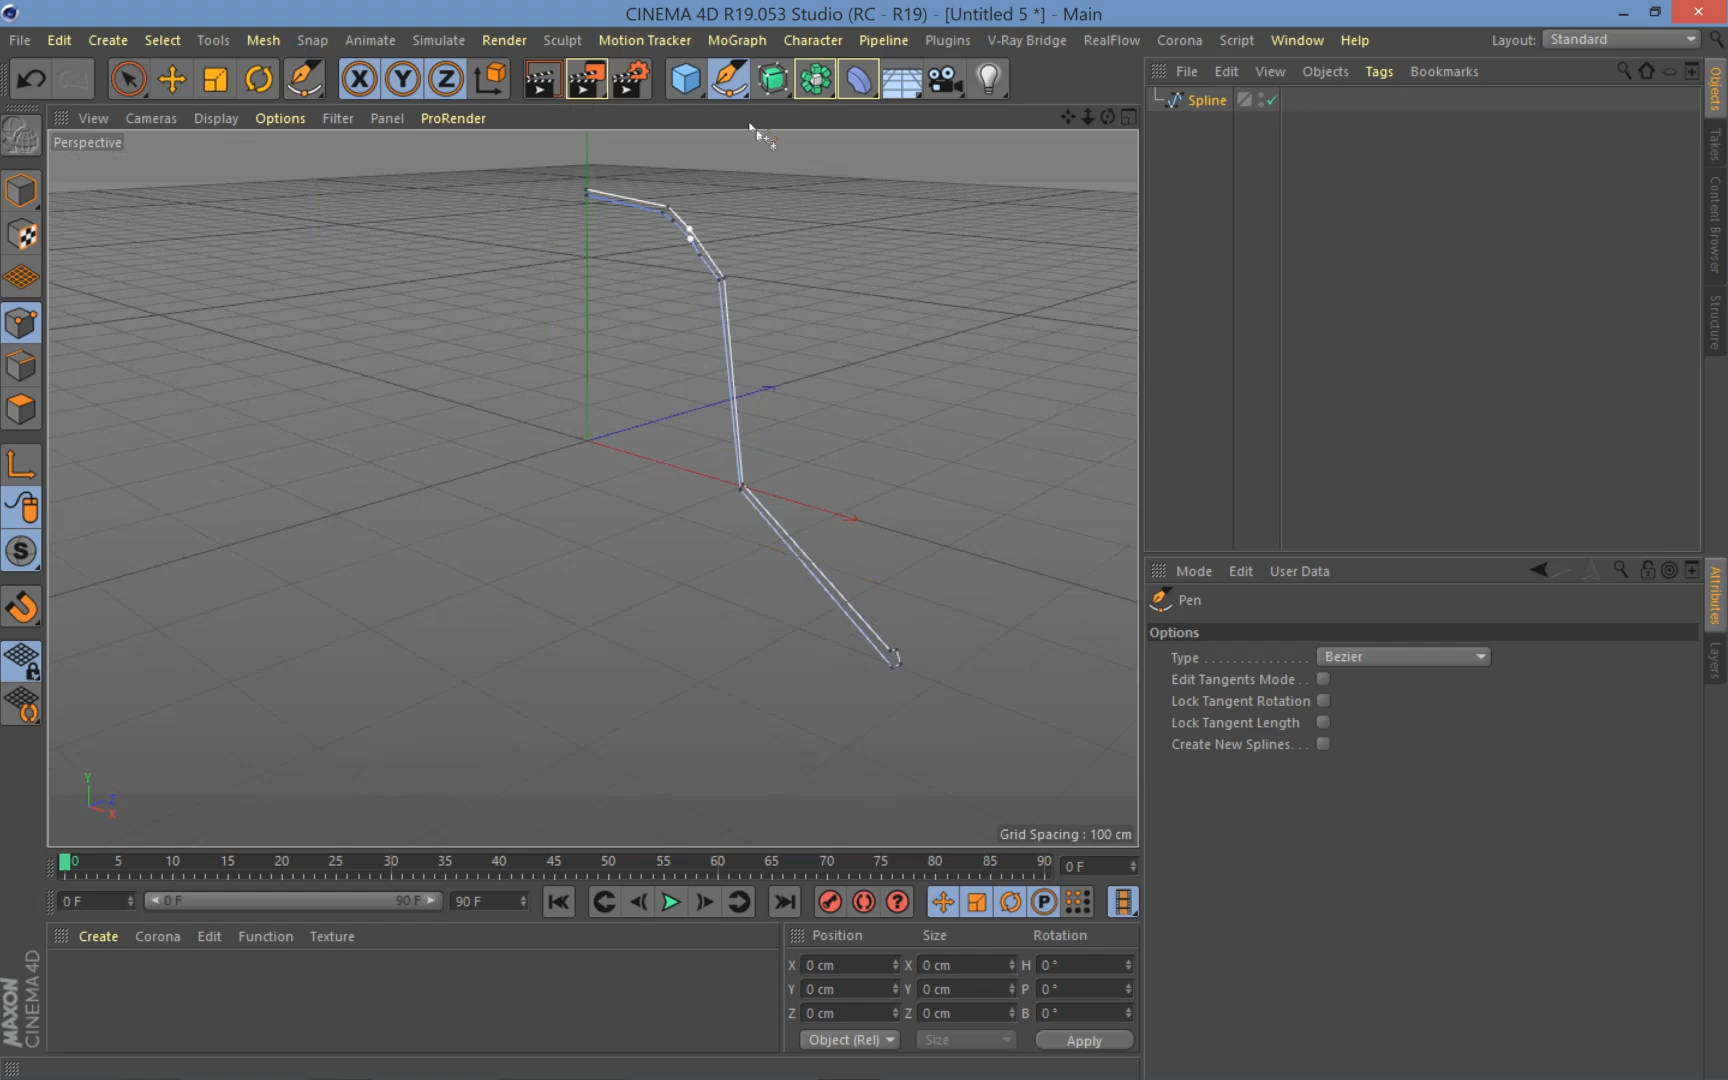 CINEMA 4D R19.053 Studio (RC - R19) - [Untitled 5 *] - Main
File Edit Create Select Tools Mesh Snap Animate Simulate Render Sculpt Motion Tracker MoGraph Character Pipeline Plugins V-Ray Bridge RealFlow Corona Script Window Help Layout: Standard
X Y Z
File Edit View Objects Tags Bookmarks
Spline
View Cameras Display Options Filter Panel ProRender
Perspective
Objects
Takes
Content Browser
Structure
S
Mode Edit User Data
Pen
Options
Type . . . . . . . . . . . . . . . Bezier
Edit Tangents Mode . .
Lock Tangent Rotation
Lock Tangent Length
Create New Splines. . .
Attributes
Layers
Y
Z
X
Grid Spacing : 100 cm
0 5 10 15 20 25 30 35 40 45 50 55 60 65 70 75 80 85 90 0 F
0 F 0 F 90 F 90 F
? P
Create Corona Edit Function Texture
Position Size Rotation
X 0 cm X 0 cm H 0 °
Y 0 cm Y 0 cm P 0 °
Z 0 cm Z 0 cm B 0 °
Object (Rel) Size Apply
MAXON
CINEMA 4D